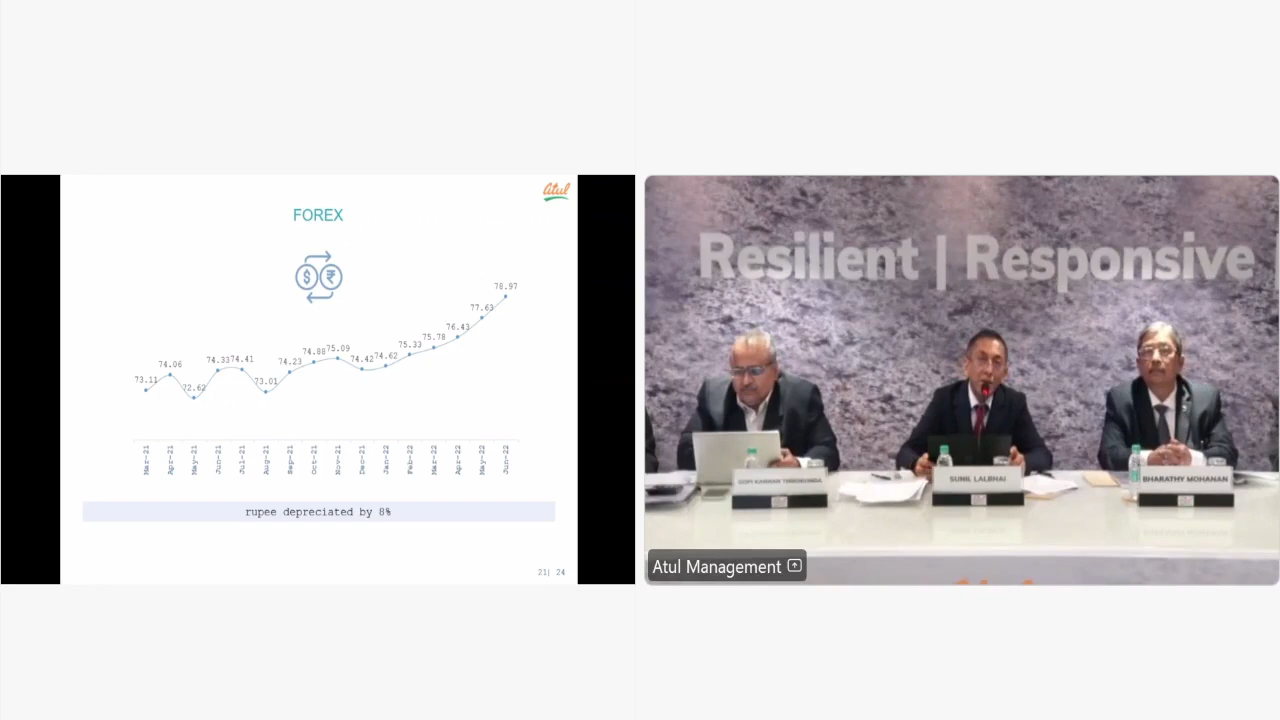 atul
FOREX
$ ₹
73.11
74.06
72.62
74.33
74.41
73.01
74.23
74.88
75.09
74.42
74.62
75.33
75.78
76.43
77.63
78.97
Mar-21
Apr-21
May-21
Jun-21
Jul-21
Aug-21
Sep-21
Oct-21
Nov-21
Dec-21
Jan-22
Feb-22
Mar-22
Apr-22
May-22
Jun-22
rupee depreciated by 8%
21| 24
Resilient | Responsive
GOPI KANNAN THIRUKONDA
SUNIL LALBHAI
BHARATHY MOHANAN
Atul Management